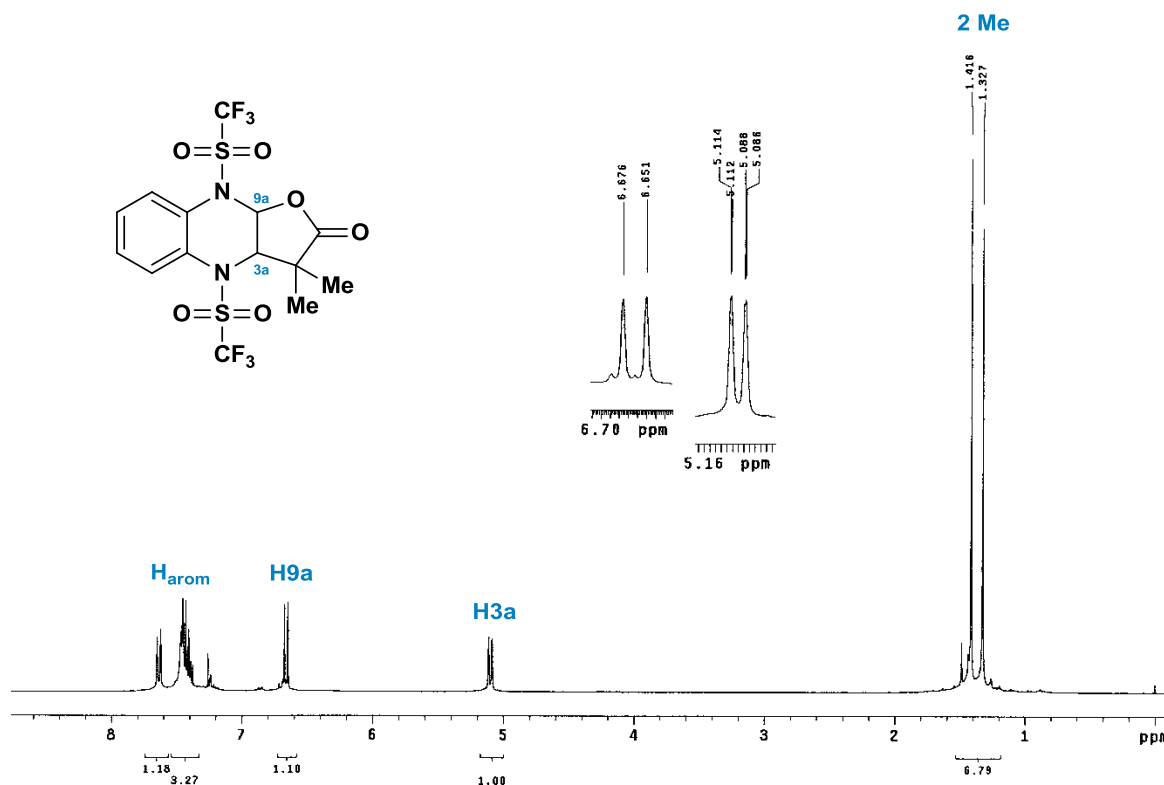 2 Me
1.416
1.327
CF3
O=S=O
N
9a
O
O
N
3a
Me
Me
O=S=O
CF3
6.676
6.651
5.114
5.112
5.088
5.086
6.70 ppm
5.16 ppm
Harom
H9a
H3a
8 7 6 5 4 3 2 1 ppm
1.18
3.27
1.10
1.00
6.79